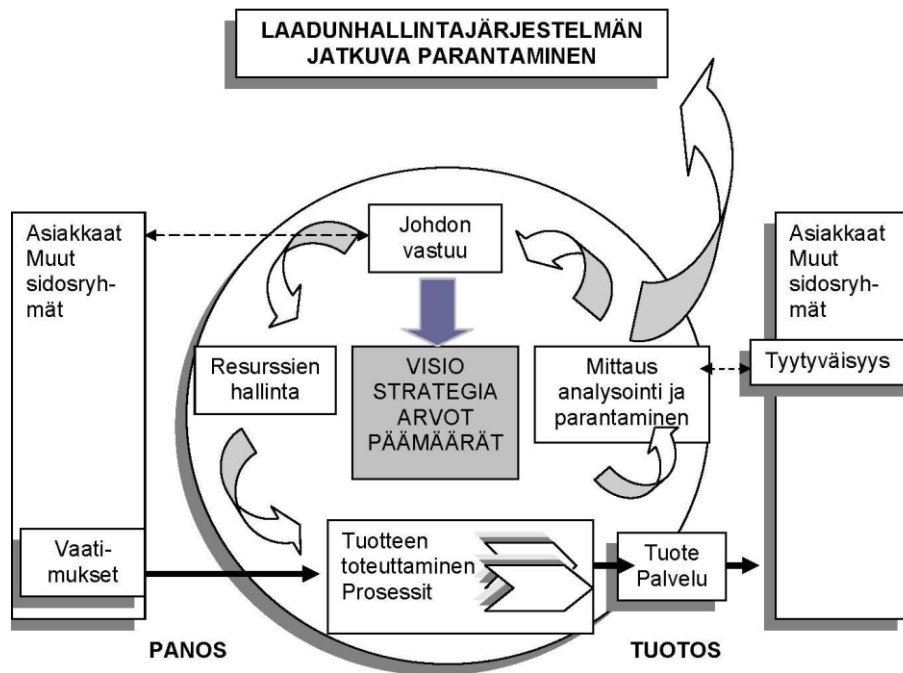 LAADUNHALLINTAJÄRJESTELMÄN
JATKUVA PARANTAMINEN
Asiakkaat
Muut
sidosryh-
mät
Johdon
vastuu
Asiakkaat
Muut
sidosryh-
mät
Resurssien
hallinta
VISIO
STRATEGIA
ARVOT
PÄÄMÄÄRÄT
Mittaus
analysointi ja
parantaminen
Tyytyväisyys
Vaati-
mukset
Tuotteen
toteuttaminen
Prosessit
Tuote
Palvelu
PANOS
TUOTOS